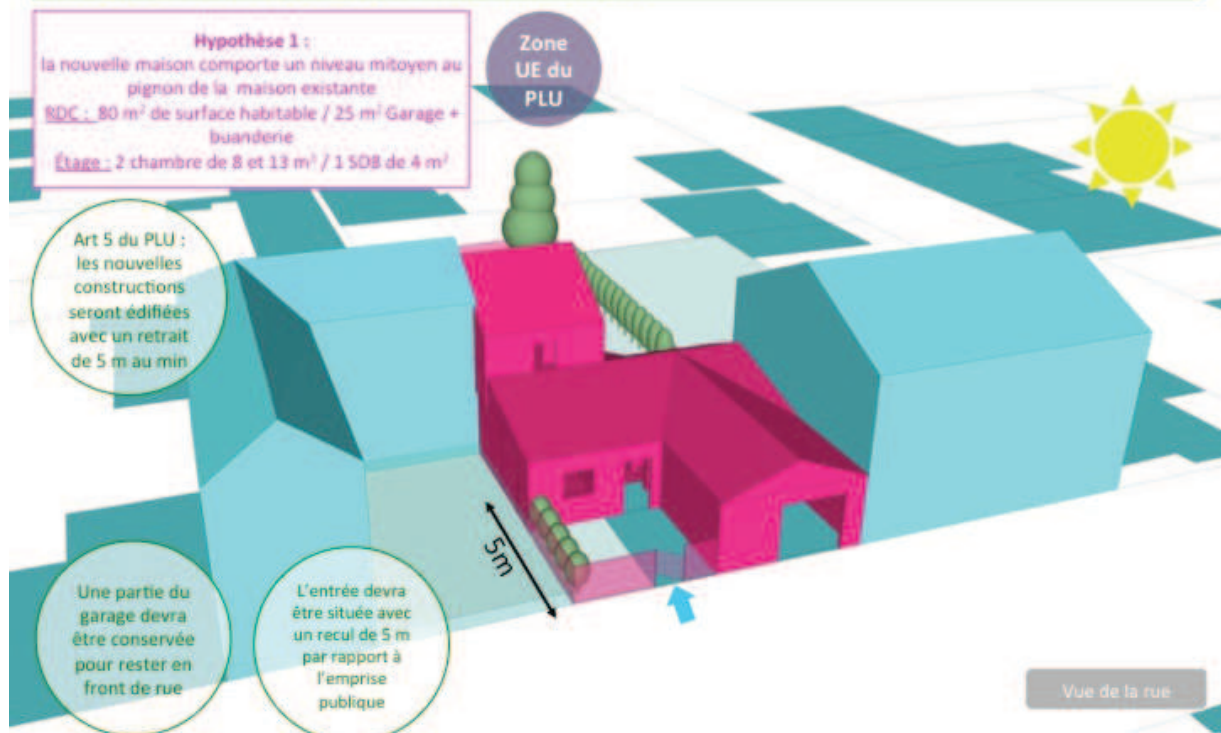 Hypothèse 1 :
la nouvelle maison comporte un niveau mitoyen au
pignon de la maison existante
RDC : 80 m² de surface habitable / 25 m² Garage +
buanderie
Étage : 2 chambre de 8 et 13 m² / 1 SDB de 4 m²
Zone
UE du
PLU
Art 5 du PLU :
les nouvelles
constructions
seront édifiées
avec un retrait
de 5 m au min
5m
Une partie du
garage devra
être conservée
pour rester en
front de rue
L'entrée devra
être située avec
un recul de 5 m
par rapport à
l'emprise
publique
Vue de la rue